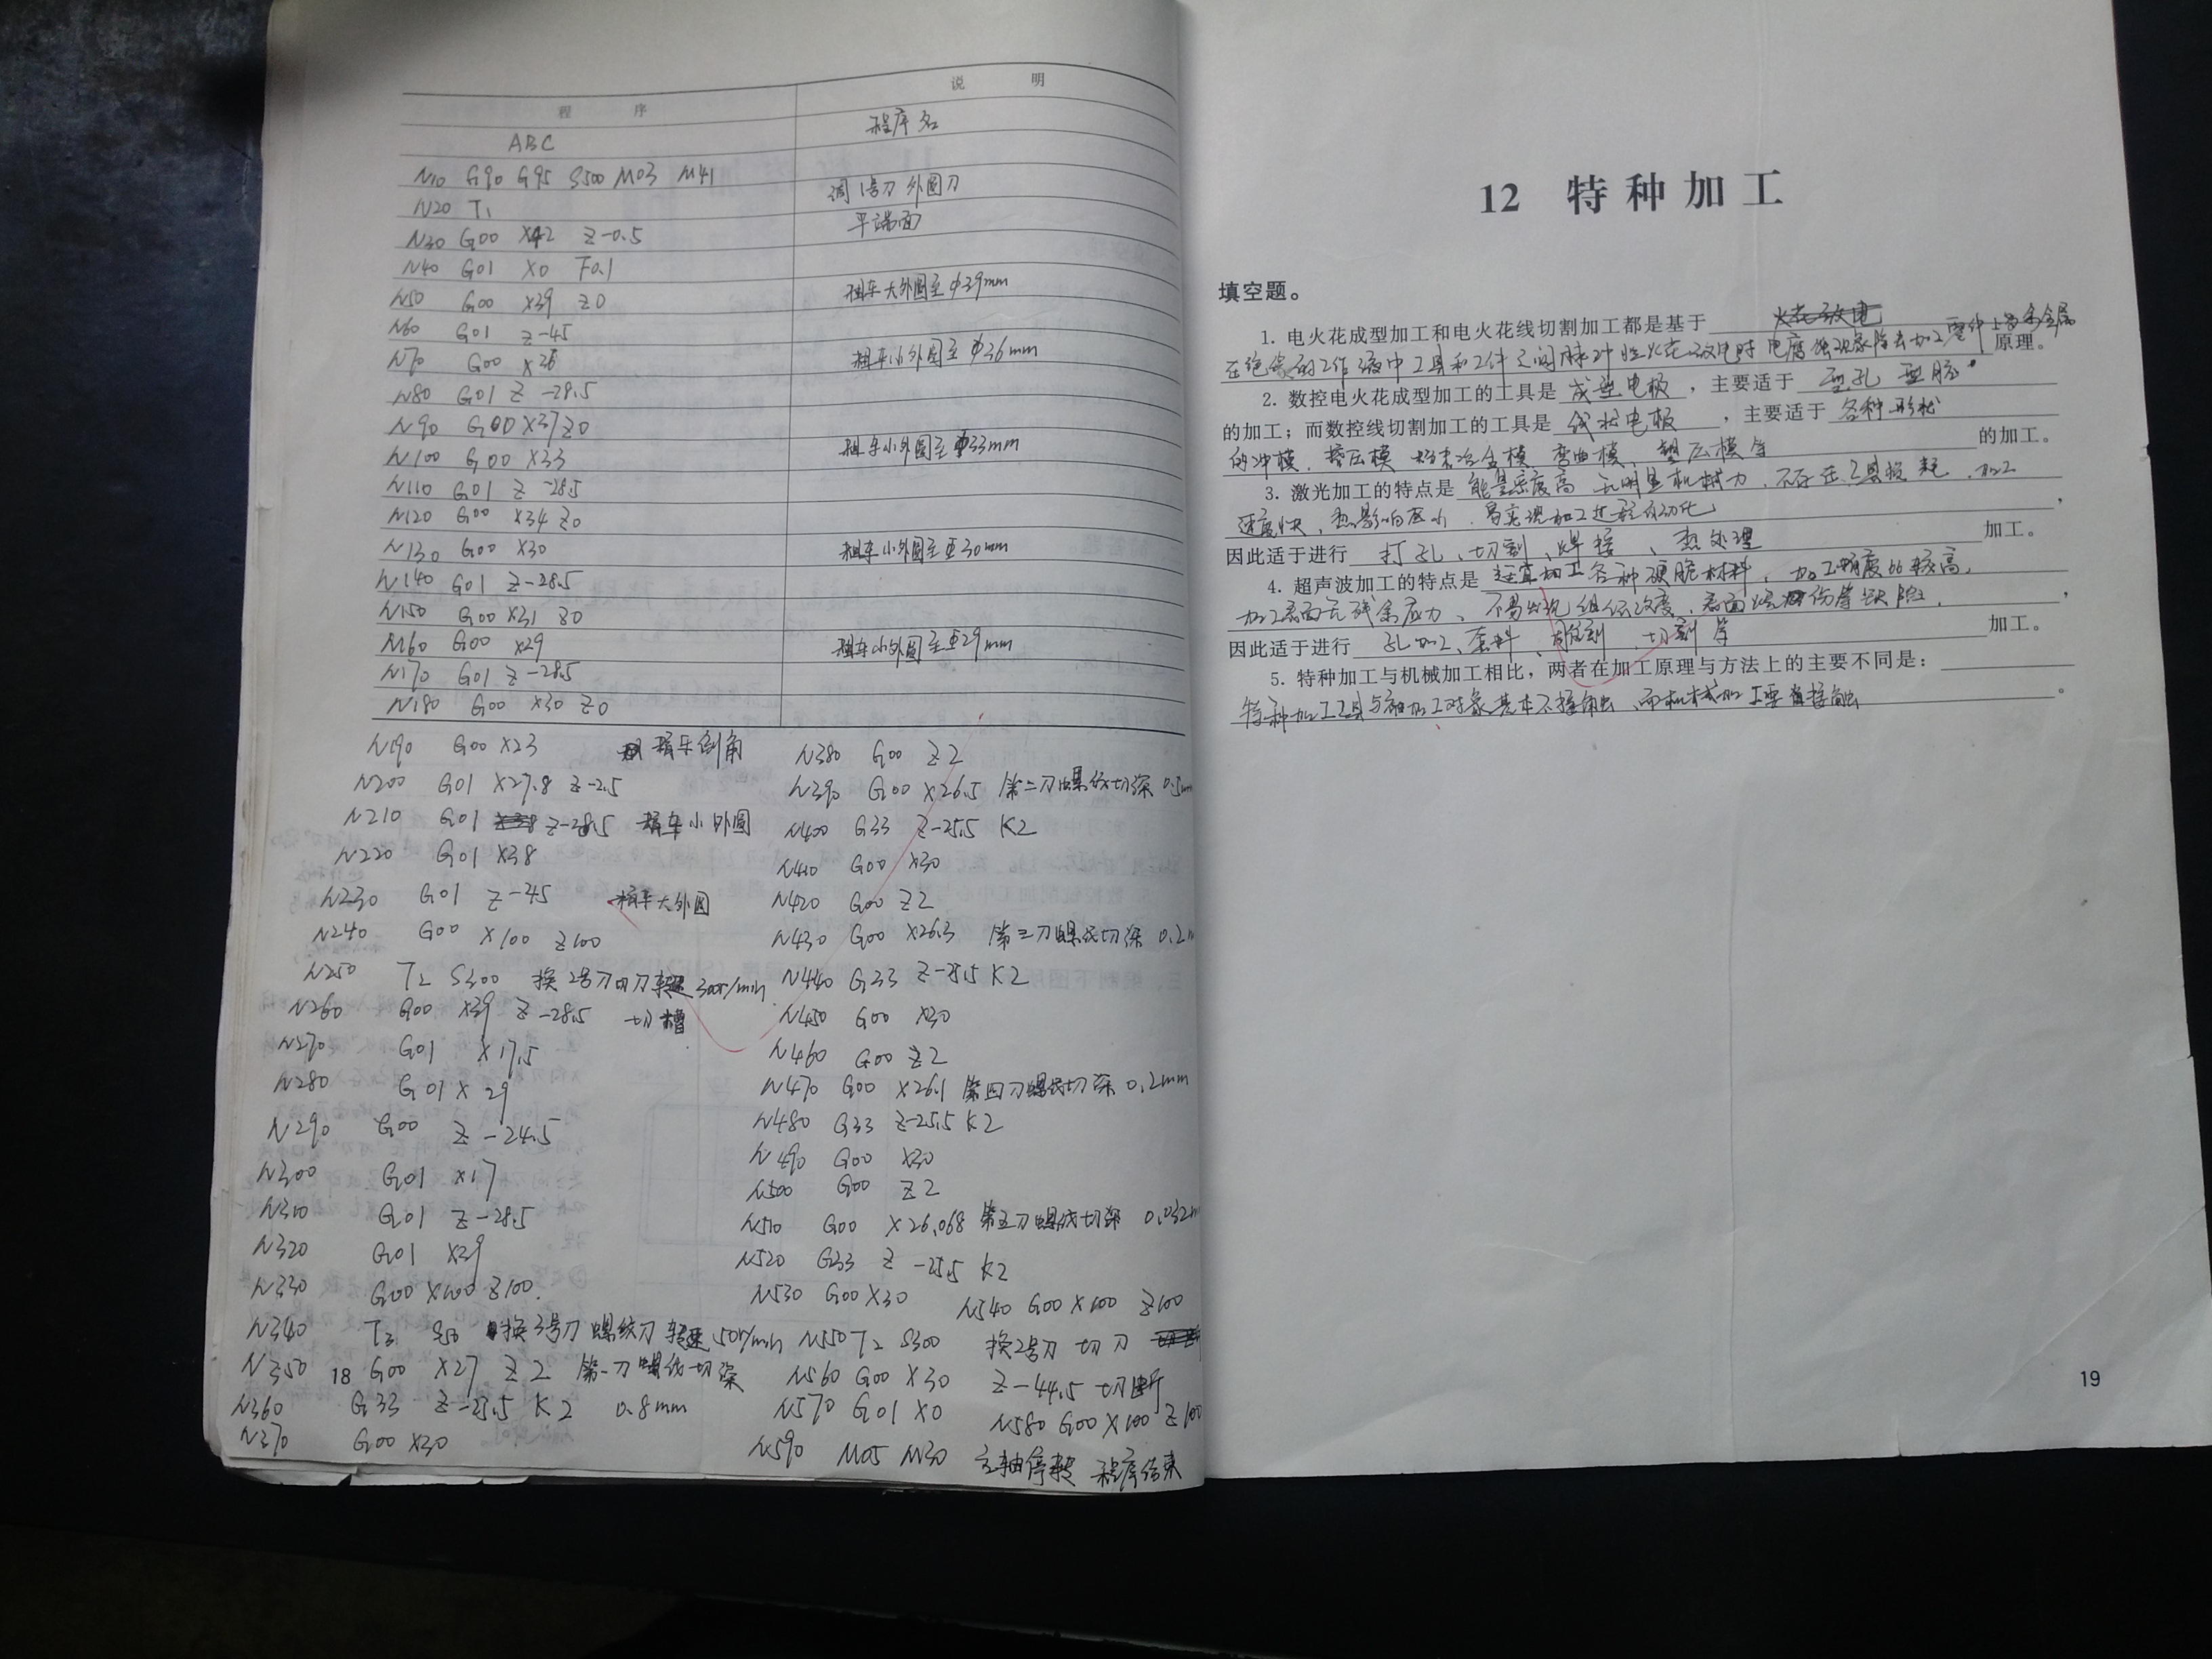 程 序 说 明
ABC 程序名
N10 G90 G95 S500 M03 M41
N20 T1 调1号刀 外圆刀
N30 G00 X42 Z-0.5 平端面
N40 G01 X0 F0.1
N50 G00 X39 Z0 粗车大外圆至φ39mm
N60 G01 Z-45
N70 G00 X36 粗车小外圆至φ36mm
N80 G01 Z-28.5
N90 G00 X37 Z0
N100 G00 X33 粗车小外圆至φ33mm
N110 G01 Z-28.5
N120 G00 X34 Z0
N130 G00 X30 粗车小外圆至φ30mm
N140 G01 Z-28.5
N150 G00 X31 Z0
N160 G00 X29 粗车小外圆至φ29mm
N170 G01 Z-28.5
N180 G00 X30 Z0
N190 G00 X23 精车倒角
N200 G01 X27.8 Z-2.5
N210 G01 Z-28.5 精车小外圆
N220 G01 X38
N230 G01 Z-45 精车大外圆
N240 G00 X100 Z100
N250 T2 S300 换2号刀切刀转速300r/min
N260 G00 X39 Z-28.5 切槽
N270 G01 X17.5
N280 G01 X29
N290 G00 Z-24.5
N300 G01 X17
N310 G01 Z-28.5
N320 G01 X29
N330 G00 X100 Z100.
N340 T3 S50 换3号刀 螺纹刀 转速50r/min
N350 G00 X27 Z2 第一刀螺纹切深
N360 G33 Z-25.5 K2 0.8mm
N370 G00 X30
18
N380 G00 Z2
N390 G00 X26.5 第二刀螺纹切深 0.5m
N400 G33 Z-25.5 K2
N410 G00 X30
N420 G00 Z2
N430 G00 X26.3 第三刀螺纹切深 0.2
N440 G33 Z-25.5 K2
N450 G00 X30
N460 G00 Z2
N470 G00 X26.1 第四刀螺纹切深 0.2mm
N480 G33 Z-25.5 K2
N490 G00 X30
N500 G00 Z2
N510 G00 X26.068 第五刀螺纹切深 0.032m
N520 G33 Z-25.5 K2
N530 G00 X30 N540 G00 X100 Z100
N550 T2 S300 换2号刀 切刀
N560 G00 X30 Z-44.5 切断
N570 G01 X0 N580 G00 X100 Z100
N590 M05 M30 主轴停转 程序结束
12 特种加工
填空题。
1. 电火花成型加工和电火花线切割加工都是基于 火花放电
在绝缘的工作液中工具和工件之间脉冲性火花放电时电腐蚀现象除去加工零件上多余金属 原理。
2. 数控电火花成型加工的工具是 成型电极 ，主要适于 型孔 型腔
的加工；而数控线切割加工的工具是 线状电极 ，主要适于 各种形状
的冲模、挤压模 粉末冶金模 弯曲模、塑压模等 的加工。
3. 激光加工的特点是 能量密度高 无明显机械力、不存在工具损耗、加工
速度快、热影响区小、易实现加工过程自动化 ，
因此适于进行 打孔、切割、焊接、热处理 加工。
4. 超声波加工的特点是 适宜加工各种硬脆材料、加工精度比较高、
加工表面无残余应力、不易出现组织改变、表面烧伤等缺陷 ，
因此适于进行 孔加工、套料、雕刻、切割等 加工。
5. 特种加工与机械加工相比，两者在加工原理与方法上的主要不同是：
特种加工工具与被加工对象基本不接触、而机械加工要直接接触 。
19